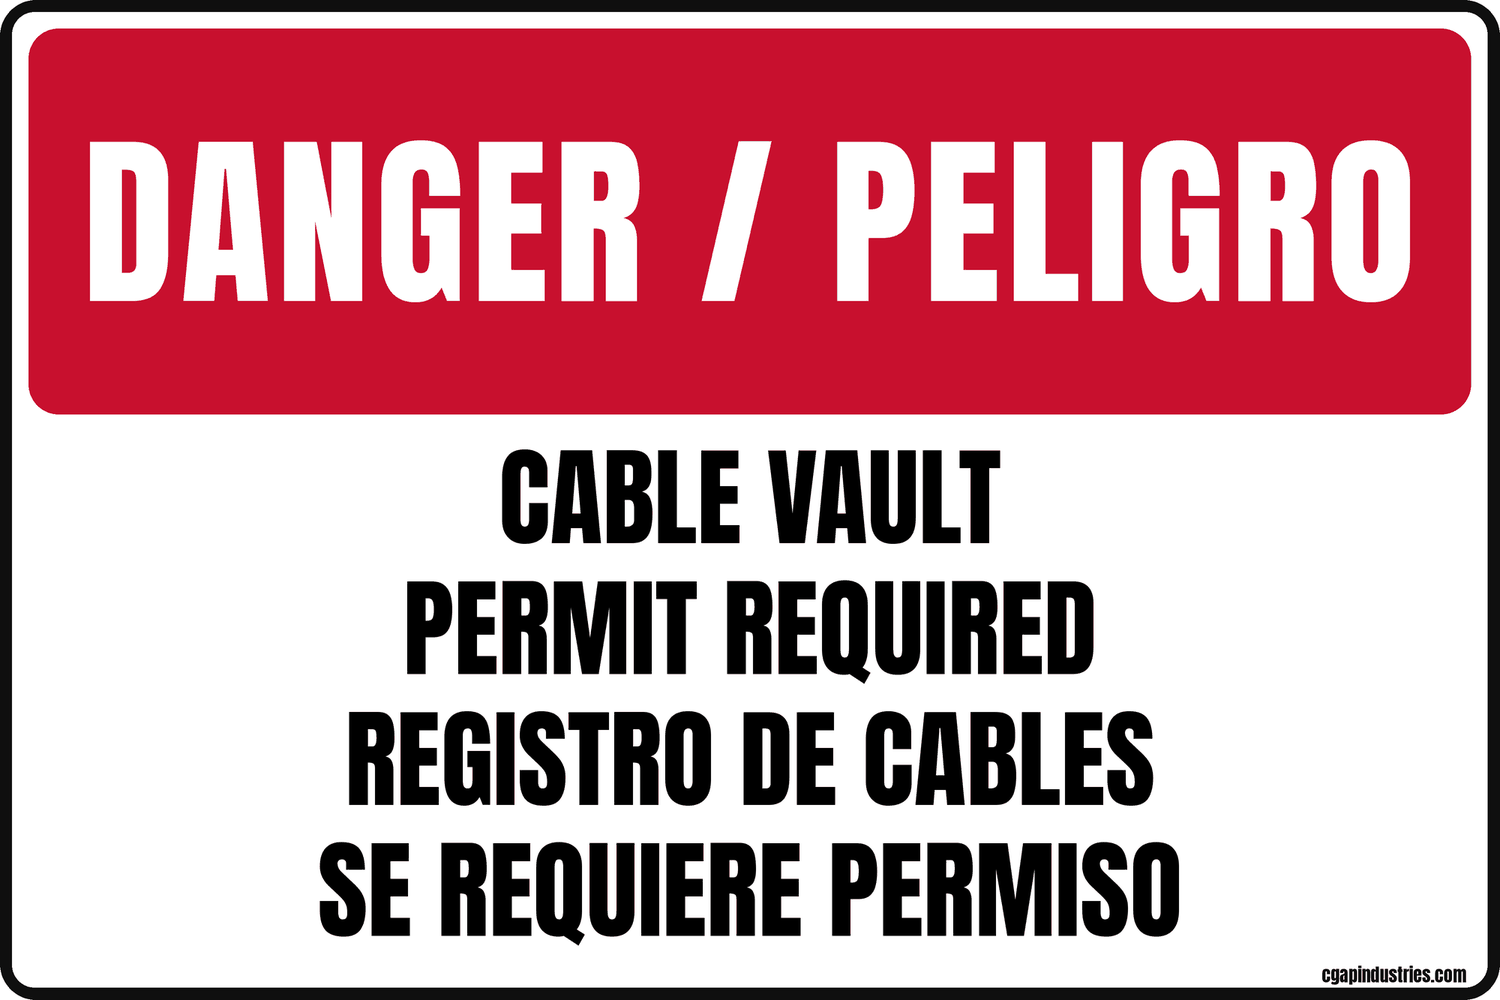 DANGER / PELIGRO
CABLE VAULT
PERMIT REQUIRED
REGISTRO DE CABLES
SE REQUIERE PERMISO
cgapindustries.com